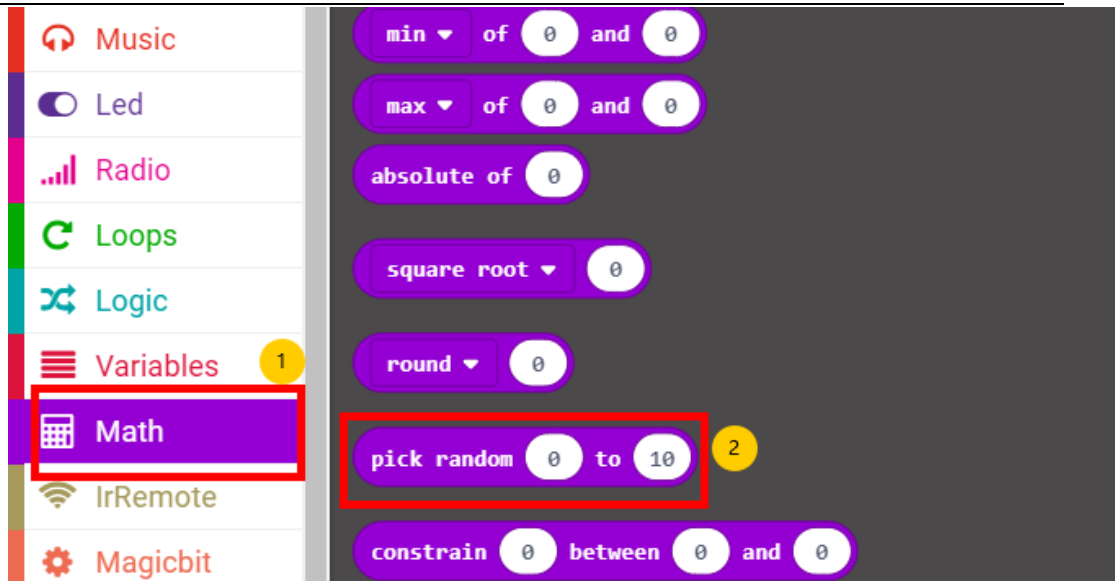 Music
Led
Radio
Loops
Logic
Variables
1
Math
IrRemote
Magicbit
min of 0 and 0
max of 0 and 0
absolute of 0
square root 0
round 0
pick random 0 to 10
2
constrain 0 between 0 and 0